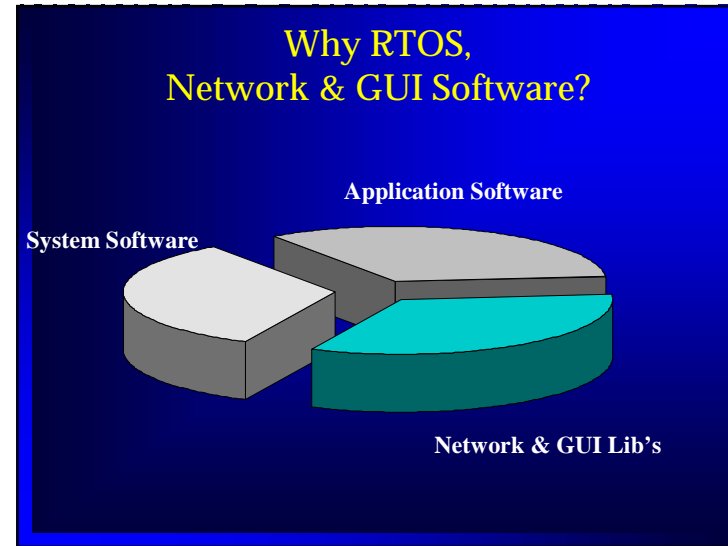 Why RTOS,
Network & GUI Software?
Application Software
System Software
Network & GUI Lib's